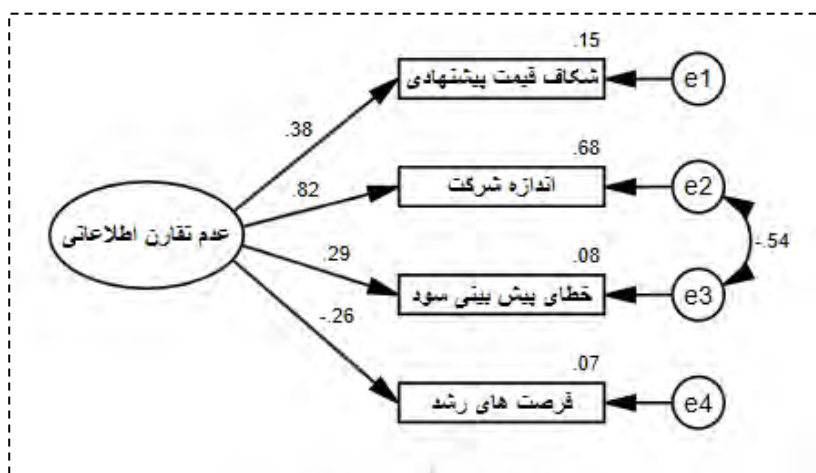 .15
شکاف قیمت پیشنهادی
e1
.38
.68
اندازه شرکت
e2
.82
عدم تقارن اطلاعاتی
-.54
.29
.08
خطای پیش بینی سود
e3
-.26
.07
فرصت های رشد
e4